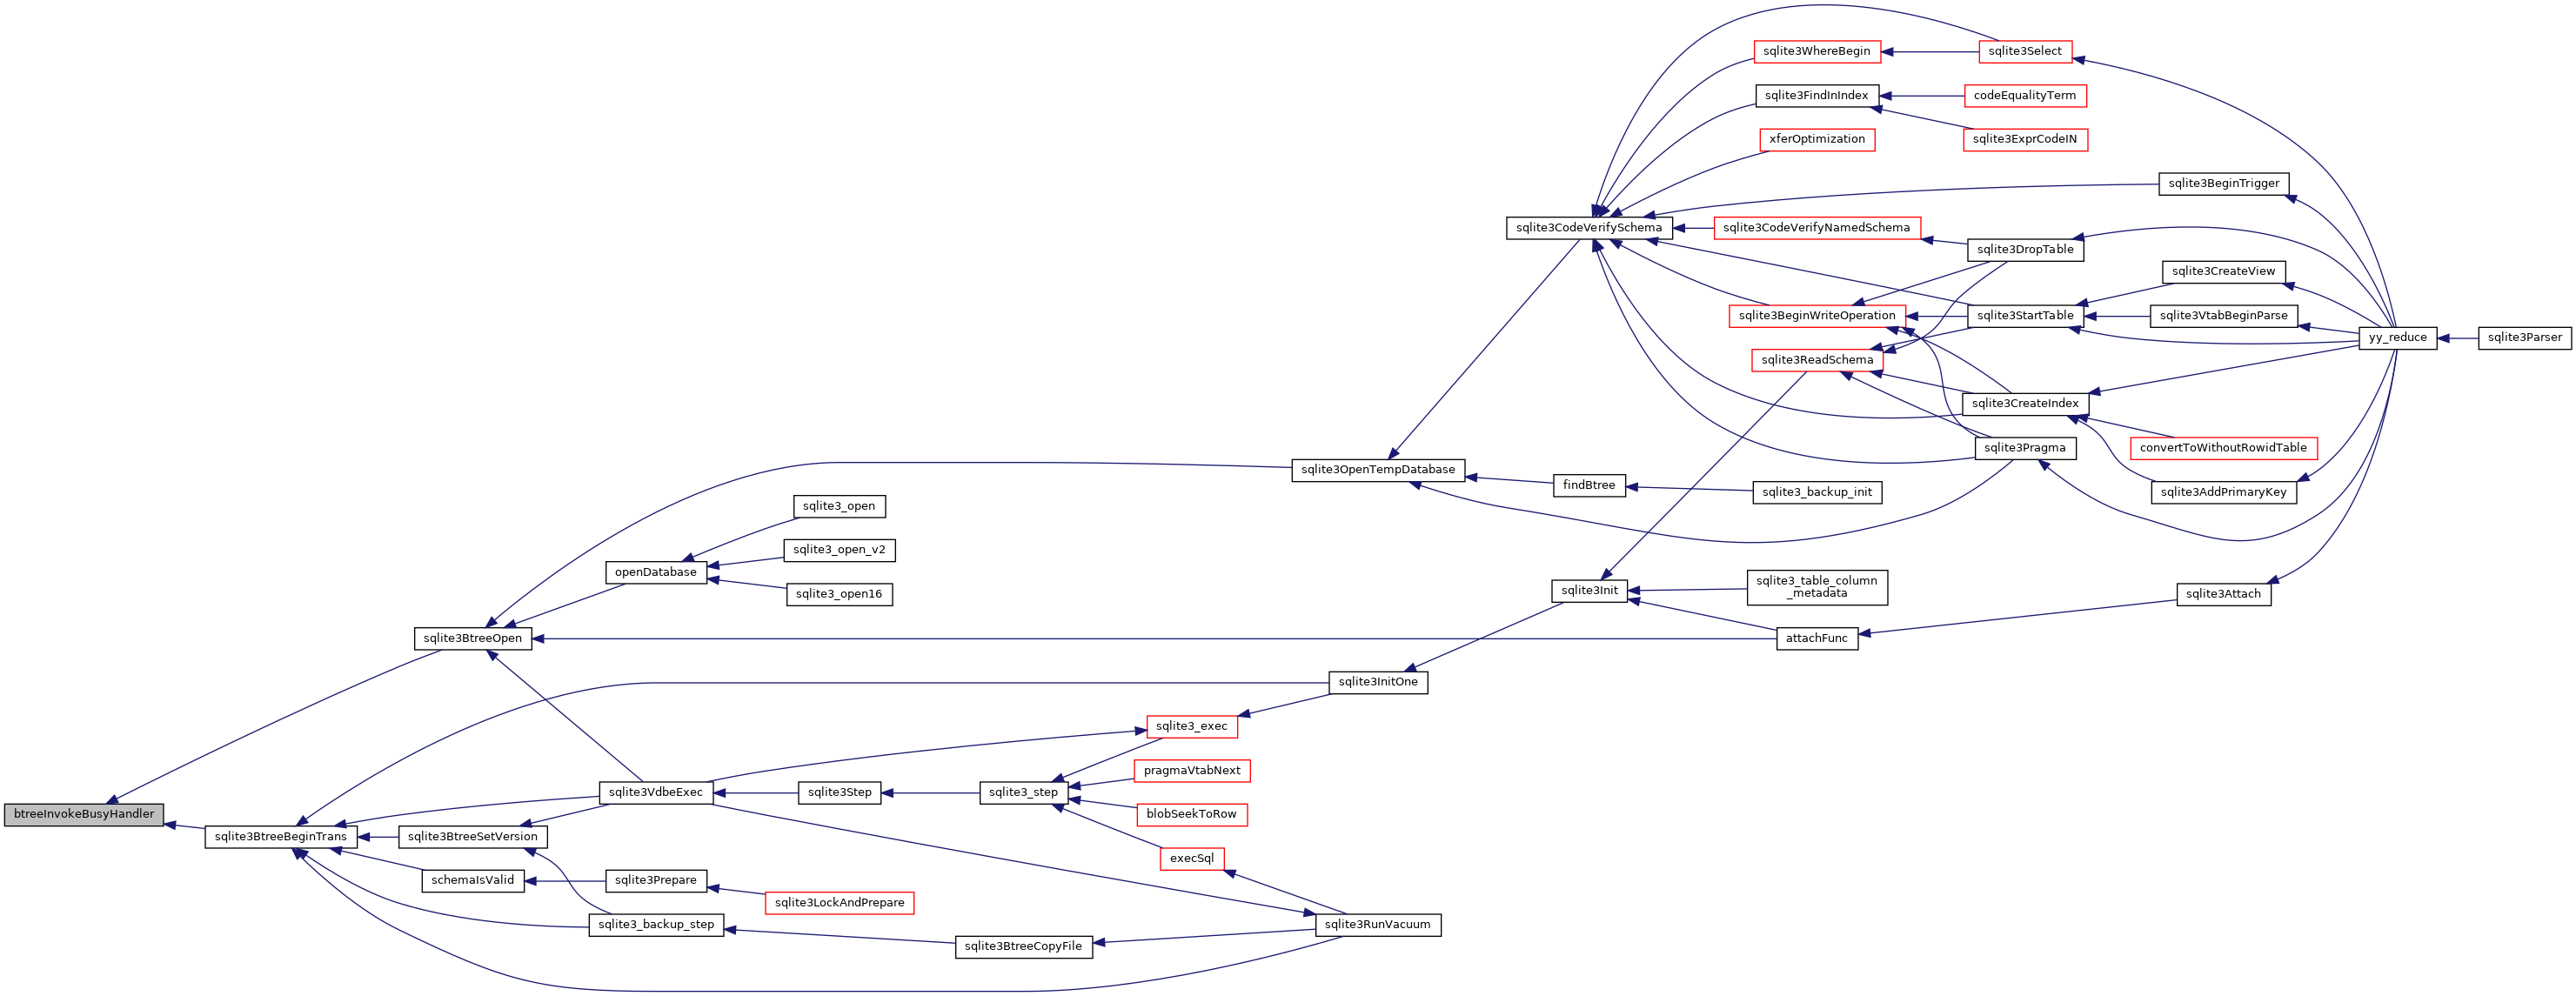 sqlite3WhereBegin
sqlite3Select
sqlite3FindInIndex
codeEqualityTerm
xferOptimization
sqlite3ExprCodeIN
sqlite3BeginTrigger
sqlite3CodeVerifySchema
sqlite3CodeVerifyNamedSchema
sqlite3DropTable
sqlite3CreateView
sqlite3BeginWriteOperation
sqlite3StartTable
sqlite3VtabBeginParse
yy_reduce
sqlite3Parser
sqlite3ReadSchema
sqlite3CreateIndex
sqlite3Pragma
convertToWithoutRowidTable
sqlite3OpenTempDatabase
findBtree
sqlite3_backup_init
sqlite3AddPrimaryKey
sqlite3_open
sqlite3_open_v2
openDatabase
sqlite3_open16
sqlite3Init
sqlite3_table_column
_metadata
sqlite3Attach
sqlite3BtreeOpen
attachFunc
sqlite3InitOne
sqlite3_exec
pragmaVtabNext
sqlite3VdbeExec
sqlite3Step
sqlite3_step
blobSeekToRow
btreeInvokeBusyHandler
sqlite3BtreeBeginTrans
sqlite3BtreeSetVersion
execSql
schemaIsValid
sqlite3Prepare
sqlite3LockAndPrepare
sqlite3_backup_step
sqlite3BtreeCopyFile
sqlite3RunVacuum